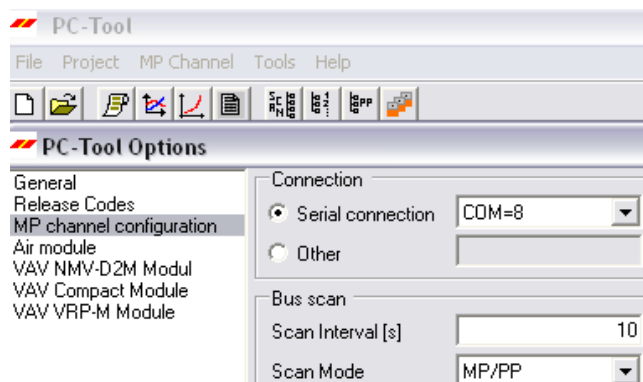 PC-Tool
File Project MP Channel Tools Help
PC-Tool Options
General
Release Codes
MP channel configuration
Air module
VAV NMV-D2M Modul
VAV Compact Module
VAV VRP-M Module
Connection
Serial connection COM=8
Other
Bus scan
Scan Interval [s] 10
Scan Mode MP/PP